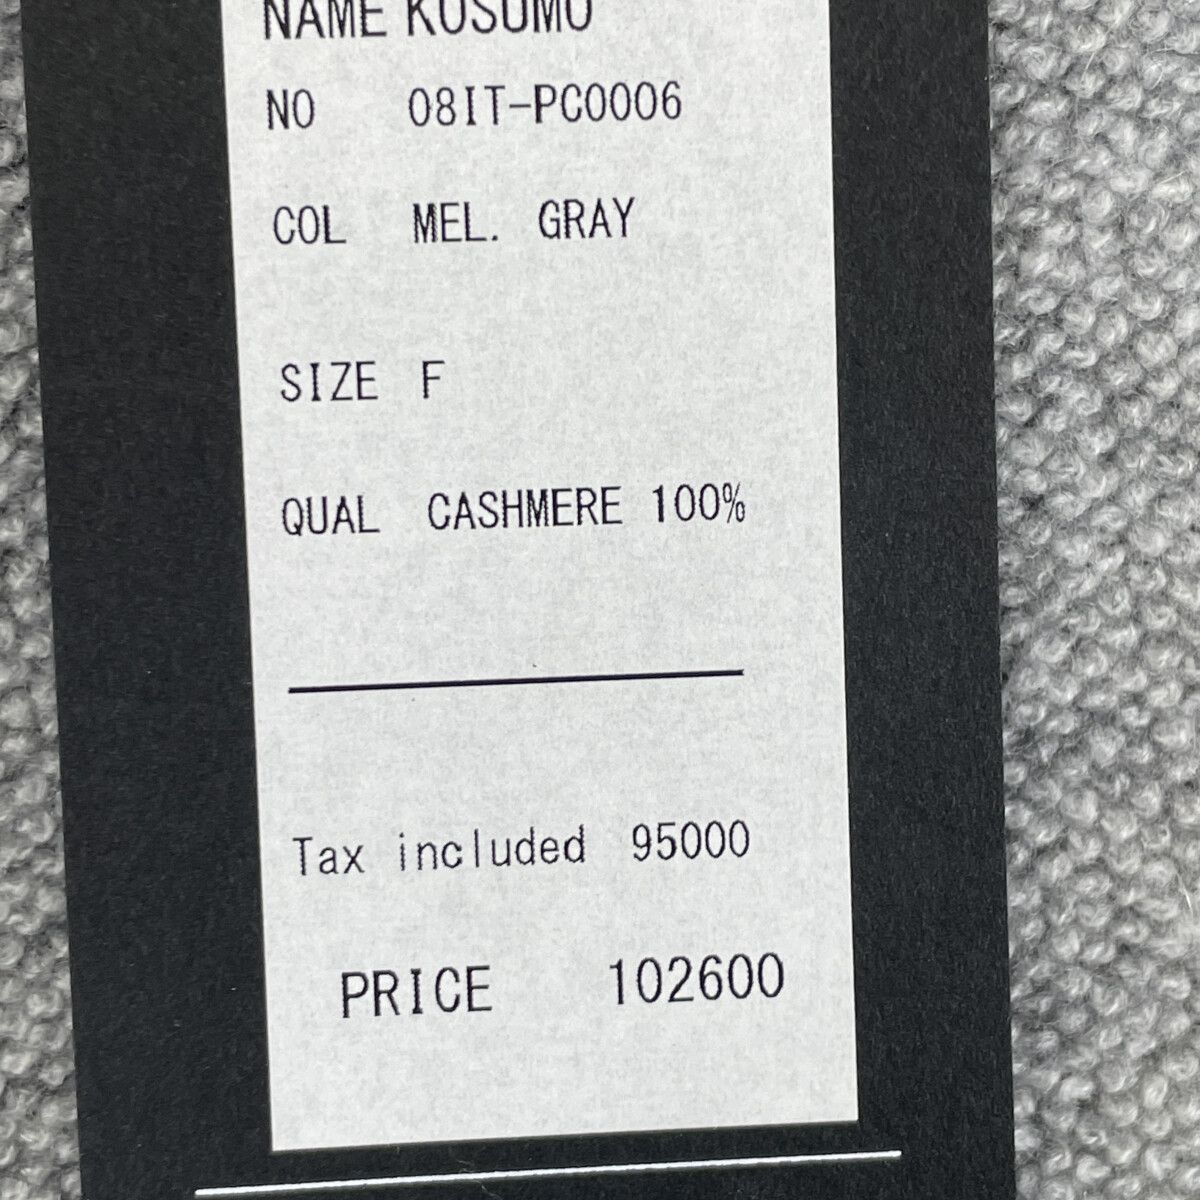 NAME KOSUMO
NO 08IT-PC0006
COL MEL. GRAY
SIZE F
QUAL CASHMERE 100%
Tax included 95000
PRICE 102600